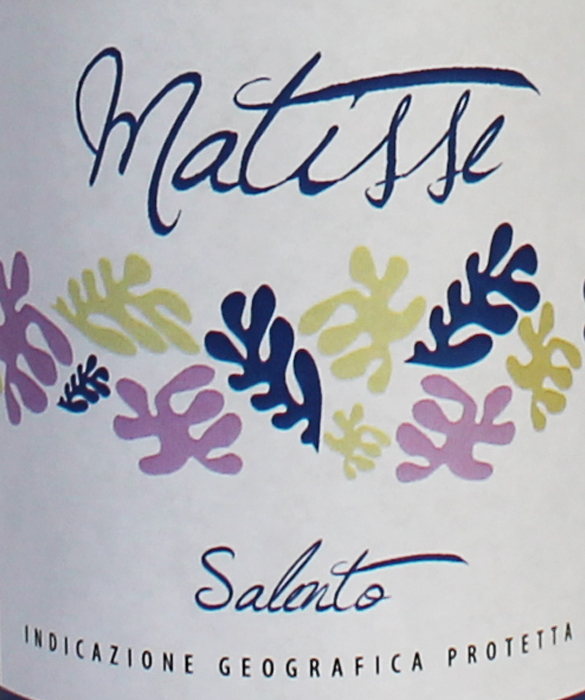 Matisse
Salento
INDICAZIONE GEOGRAFICA PROTETTA